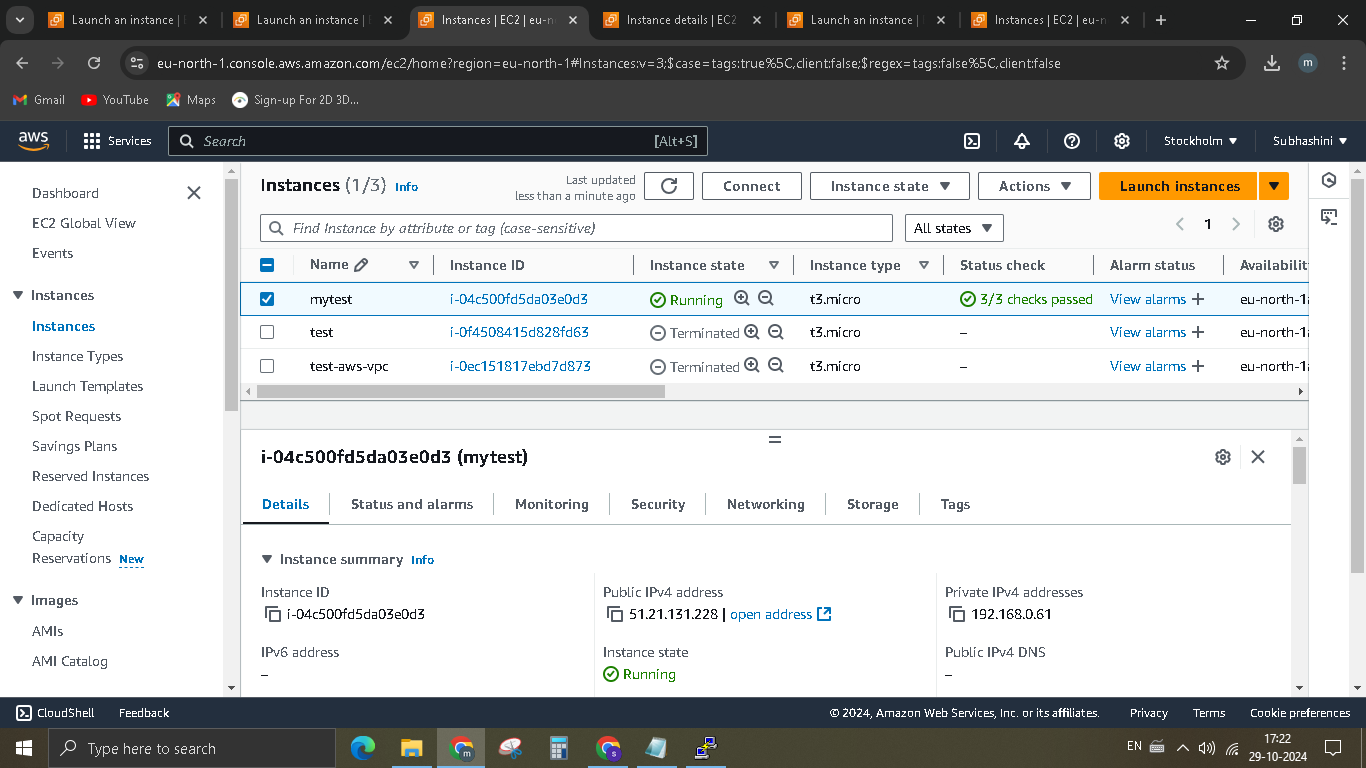 Launch an instance | E
Launch an instance | E
Instances | EC2 | eu-n
Instance details | EC2
Launch an instance | E
Instances | EC2 | eu-n
eu-north-1.console.aws.amazon.com/ec2/home?region=eu-north-1#Instances:v=3;$case=tags:true%5C,client:false;$regex=tags:false%5C,client:false
m
Gmail
YouTube
Maps
Sign-up For 2D 3D...
aws
Services
Search
[Alt+S]
Stockholm
Subhashini
Dashboard
EC2 Global View
Events
Instances
Instances
Instance Types
Launch Templates
Spot Requests
Savings Plans
Reserved Instances
Dedicated Hosts
Capacity
Reservations New
Images
AMIs
AMI Catalog
Instances (1/3) Info
Last updated
less than a minute ago
Connect
Instance state
Actions
Launch instances
Find Instance by attribute or tag (case-sensitive)
All states
1
Name Instance ID Instance state Instance type Status check Alarm status Availability
mytest i-04c500fd5da03e0d3 Running t3.micro 3/3 checks passed View alarms + eu-north-1a
test i-0f4508415d828fd63 Terminated t3.micro – View alarms + eu-north-1a
test-aws-vpc i-0ec151817ebd7d873 Terminated t3.micro – View alarms + eu-north-1a
i-04c500fd5da03e0d3 (mytest)
Details
Status and alarms
Monitoring
Security
Networking
Storage
Tags
Instance summary Info
Instance ID
i-04c500fd5da03e0d3
Public IPv4 address
51.21.131.228 | open address
Private IPv4 addresses
192.168.0.61
IPv6 address
–
Instance state
Running
Public IPv4 DNS
–
CloudShell
Feedback
© 2024, Amazon Web Services, Inc. or its affiliates.
Privacy
Terms
Cookie preferences
Type here to search
m
s
EN
17:22
29-10-2024